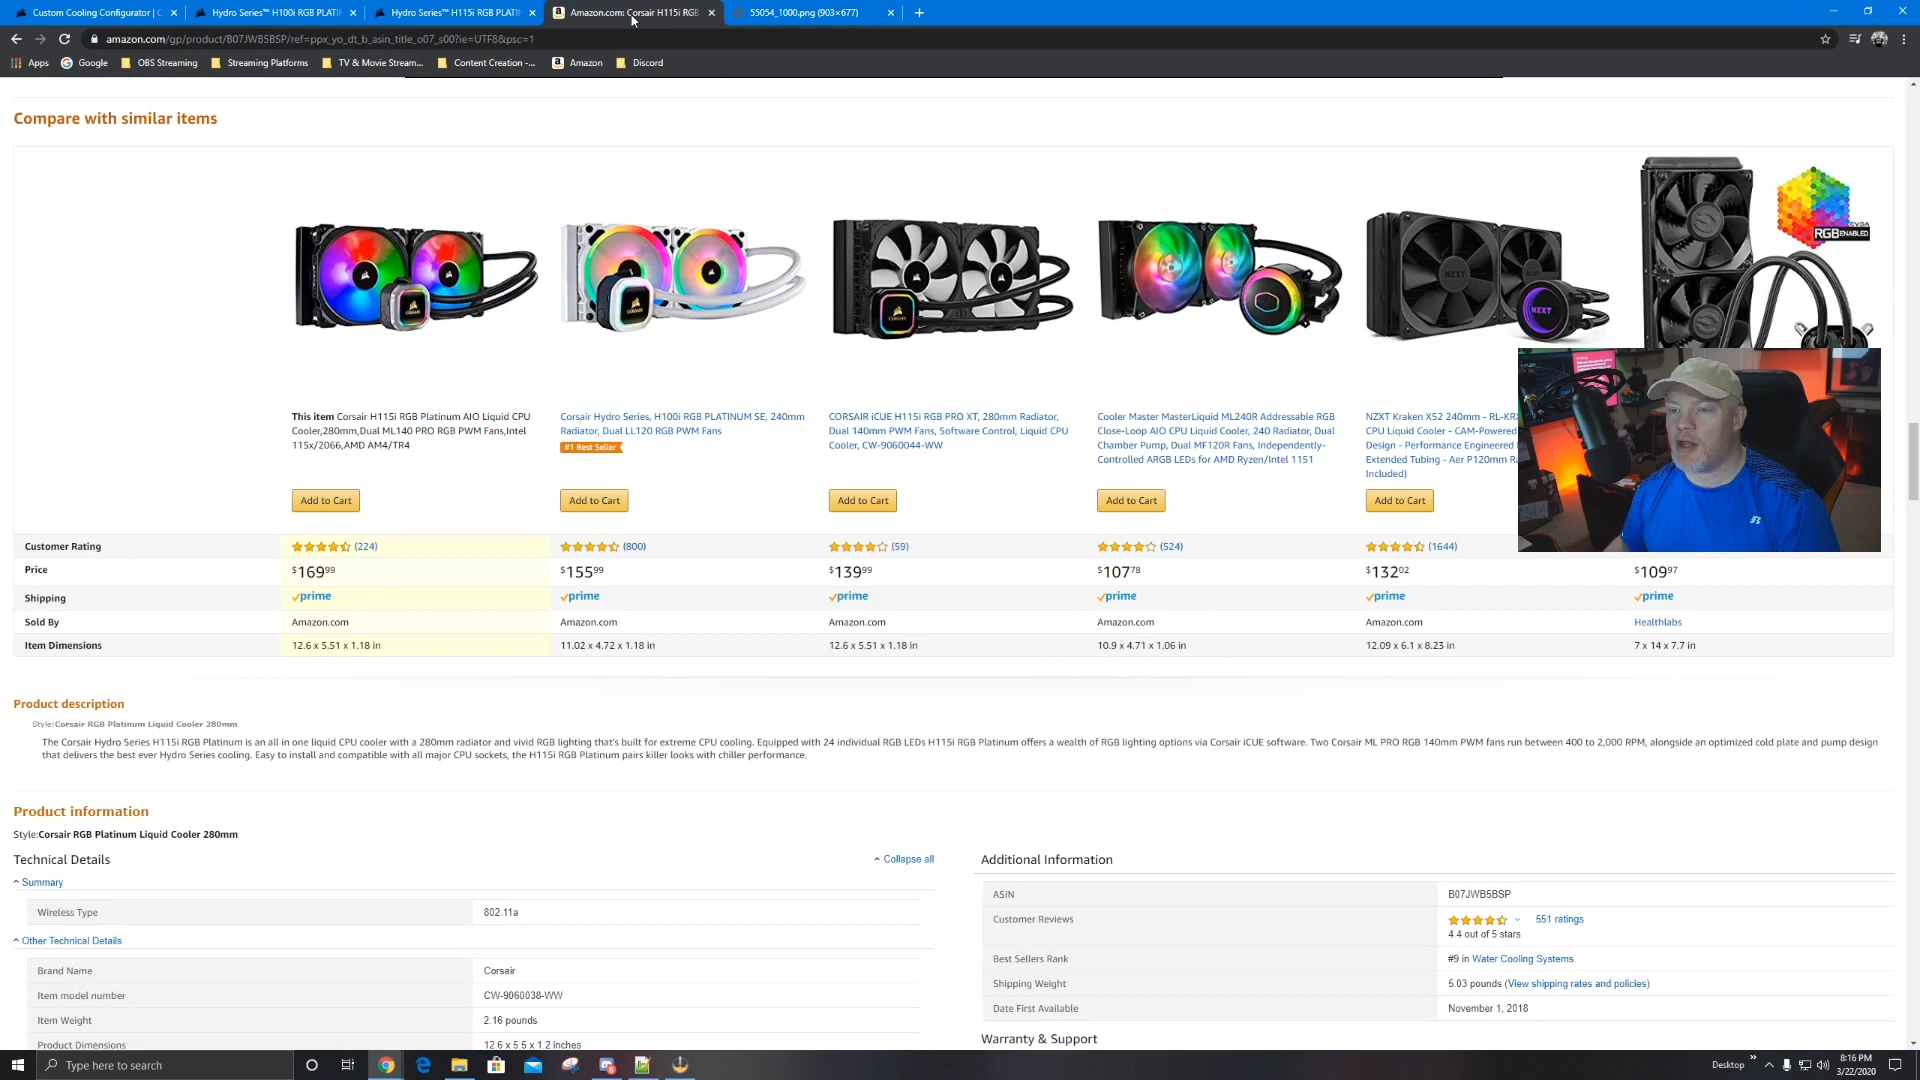 Custom Cooling Configurator | C
Hydro Series™ H100i RGB PLATIN
Hydro Series™ H115i RGB PLATIN
Amazon.com: Corsair H115i RGB
55054_1000.png (903×677)
amazon.com/gp/product/B07JWB5BSP/ref=ppx_yo_dt_b_asin_title_o07_s00?ie=UTF8&psc=1
Apps
Google
OBS Streaming
Streaming Platforms
TV & Movie Stream...
Content Creation -...
Amazon
Discord
Compare with similar items
RGB ENABLED
NZXT
NZXT
This item Corsair H115i RGB Platinum AIO Liquid CPU
Cooler,280mm,Dual ML140 PRO RGB PWM Fans,Intel
115x/2066,AMD AM4/TR4
Corsair Hydro Series, H100i RGB PLATINUM SE, 240mm
Radiator, Dual LL120 RGB PWM Fans
#1 Best Seller
CORSAIR iCUE H115i RGB PRO XT, 280mm Radiator,
Dual 140mm PWM Fans, Software Control, Liquid CPU
Cooler, CW-9060044-WW
Cooler Master MasterLiquid ML240R Addressable RGB
Close-Loop AIO CPU Liquid Cooler, 240 Radiator, Dual
Chamber Pump, Dual MF120R Fans, Independently-
Controlled ARGB LEDs for AMD Ryzen/Intel 1151
NZXT Kraken X52 240mm - RL-KR
CPU Liquid Cooler - CAM-Powered
Design - Performance Engineered
Extended Tubing - Aer P120mm Ra
Included)
Add to Cart
Add to Cart
Add to Cart
Add to Cart
Add to Cart
Customer Rating (224) (800) (59) (524) (1644)
Price $169.99 $155.99 $139.99 $107.78 $132.02 $109.97
Shipping prime prime prime prime prime prime
Sold By Amazon.com Amazon.com Amazon.com Amazon.com Amazon.com Healthlabs
Item Dimensions 12.6 x 5.51 x 1.18 in 11.02 x 4.72 x 1.18 in 12.6 x 5.51 x 1.18 in 10.9 x 4.71 x 1.06 in 12.09 x 6.1 x 8.23 in 7 x 14 x 7.7 in
Product description
Style:Corsair RGB Platinum Liquid Cooler 280mm
The Corsair Hydro Series H115i RGB Platinum is an all in one liquid CPU cooler with a 280mm radiator and vivid RGB lighting that's built for extreme CPU cooling. Equipped with 24 individual RGB LEDs H115i RGB Platinum offers a wealth of RGB lighting options via Corsair iCUE software. Two Corsair ML PRO RGB 140mm PWM fans run between 400 to 2,000 RPM, alongside an optimized cold plate and pump design
that delivers the best ever Hydro Series cooling. Easy to install and compatible with all major CPU sockets, the H115i RGB Platinum pairs killer looks with chiller performance.
Product information
Style:Corsair RGB Platinum Liquid Cooler 280mm
Technical Details
Collapse all
Summary
Wireless Type 802.11a
Other Technical Details
Brand Name Corsair
Item model number CW-9060038-WW
Item Weight 2.16 pounds
Product Dimensions 12.6 x 5.5 x 1.2 inches
Additional Information
ASIN B07JWB5BSP
Customer Reviews 551 ratings
4.4 out of 5 stars
Best Sellers Rank #9 in Water Cooling Systems
Shipping Weight 5.03 pounds (View shipping rates and policies)
Date First Available November 1, 2018
Warranty & Support
Type here to search
Desktop
8:16 PM
3/22/2020